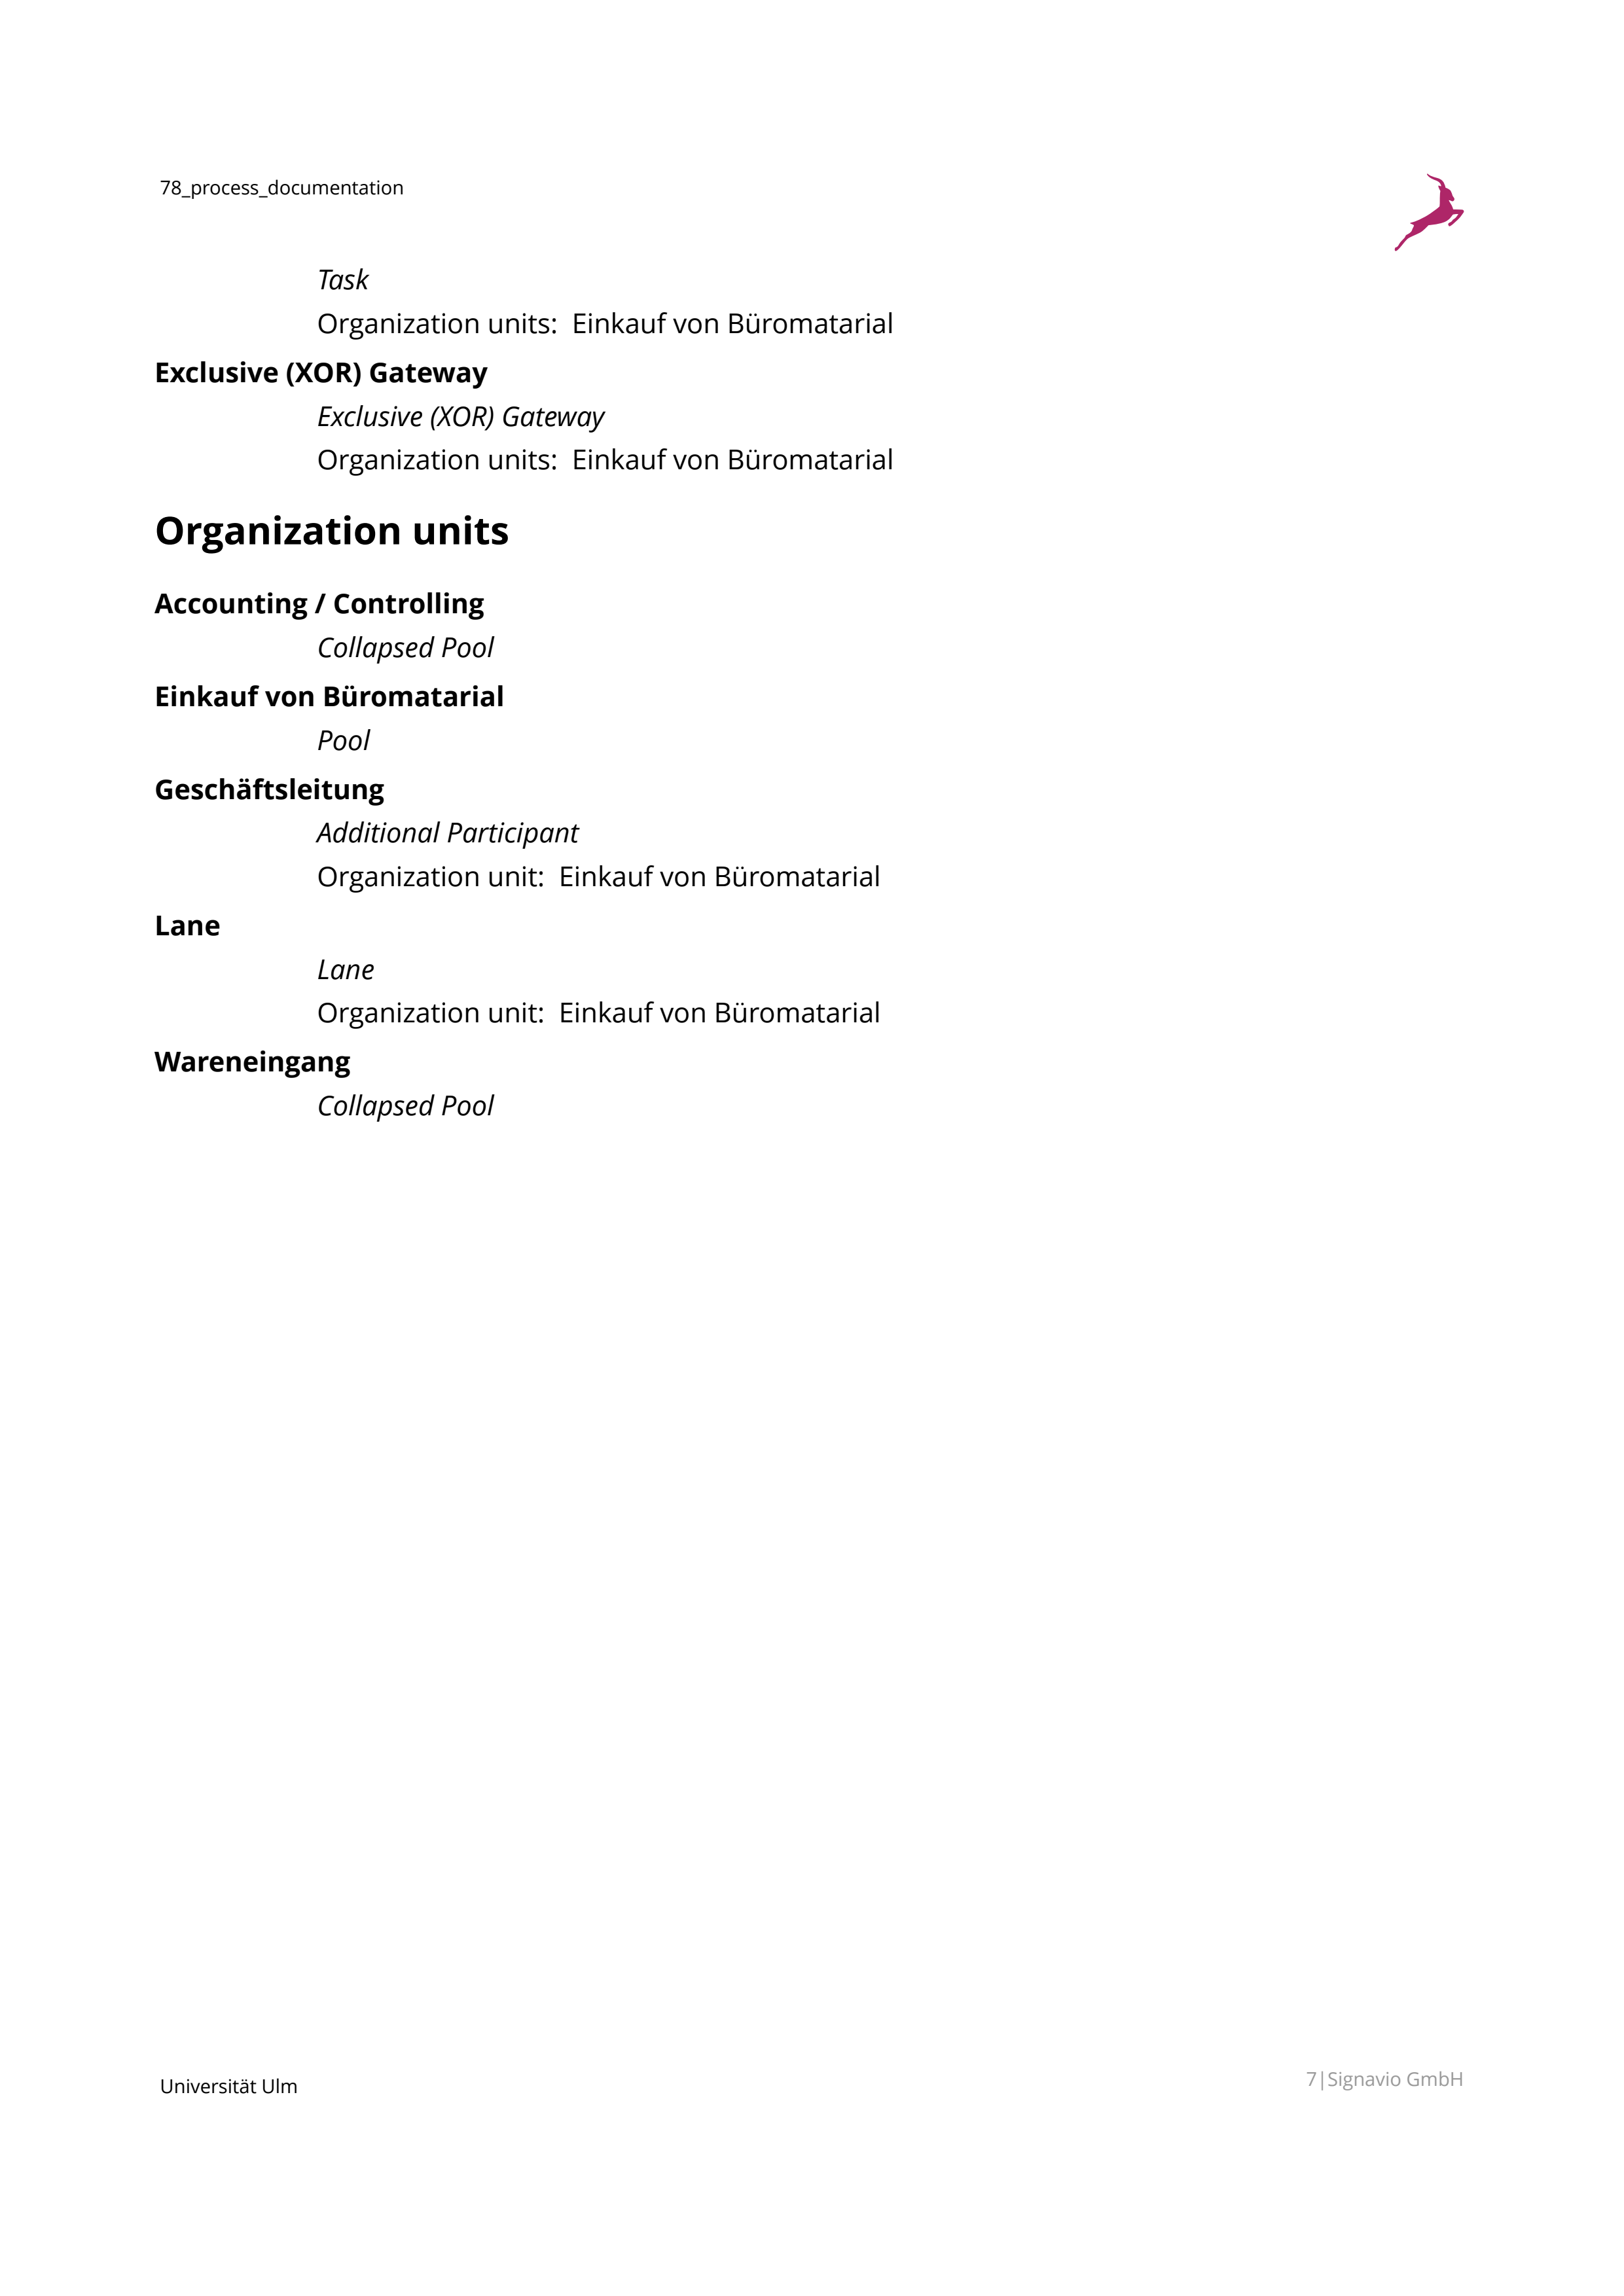 78_process_documentation
Task
Organization units:  Einkauf von Büromatarial
Exclusive (XOR) Gateway
Exclusive (XOR) Gateway
Organization units:  Einkauf von Büromatarial
Organization units
Accounting / Controlling
Collapsed Pool
Einkauf von Büromatarial
Pool
Geschäftsleitung
Additional Participant
Organization unit:  Einkauf von Büromatarial
Lane
Lane
Organization unit:  Einkauf von Büromatarial
Wareneingang
Collapsed Pool
Universität Ulm
7|Signavio GmbH